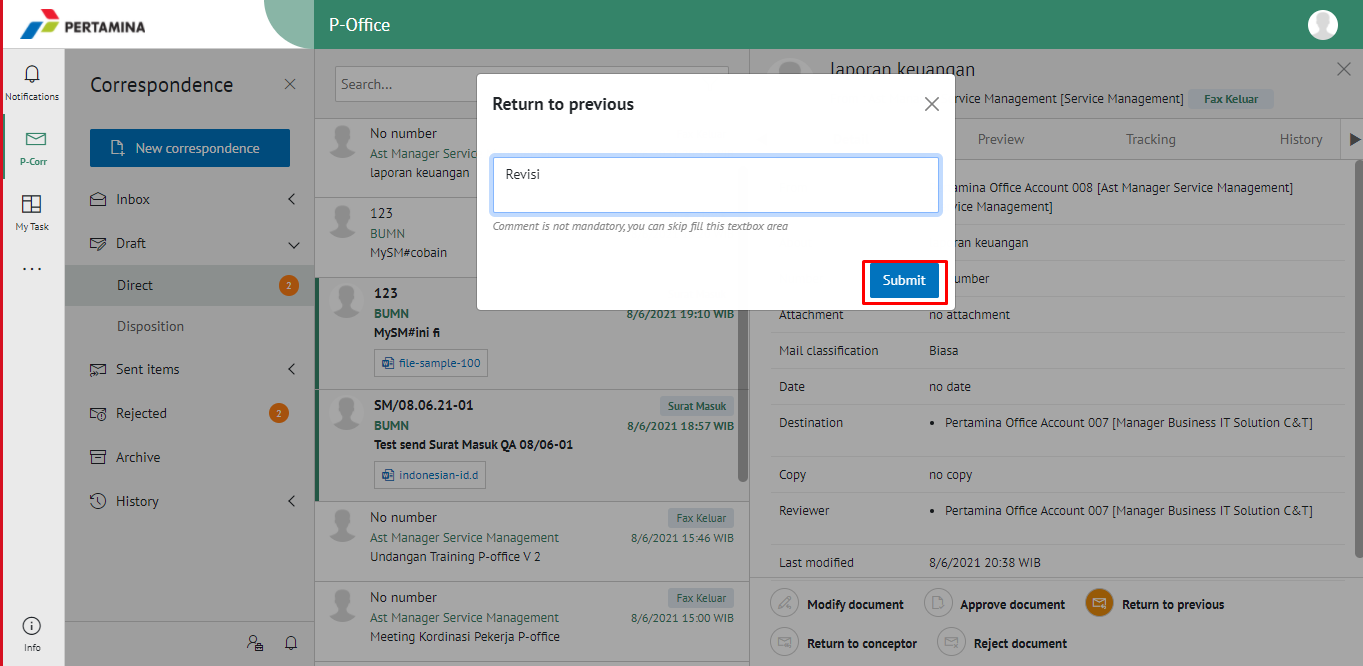 PERTAMINA
P-Office
Notifications
P-Corr
My Task
...
Info
Correspondence
New correspondence
Inbox
Draft
Direct
2
Disposition
Sent items
Rejected
2
Archive
History
Search...
No number
Ast Manager Servic
laporan keuangan
123
BUMN
MySM#cobain
123
BUMN
8/6/2021 19:10 WIB
MySM#ini fi
file-sample-100
SM/08.06.21-01
Surat Masuk
BUMN
8/6/2021 18:57 WIB
Test send Surat Masuk QA 08/06-01
indonesian-id.d
No number
Fax Keluar
Ast Manager Service Management
8/6/2021 15:46 WIB
Undangan Training P-office V 2
No number
Fax Keluar
Ast Manager Service Management
8/6/2021 15:00 WIB
Meeting Kordinasi Pekerja P-office
Return to previous
Revisi
Comment is not mandatory, you can skip fill this textbox area
Submit
laporan keuangan
rvice Management [Service Management]
Fax Keluar
Preview
Tracking
History
amina Office Account 008 [Ast Manager Service Management]
vice Management]
ran keuangan
umber
Attachment
no attachment
Mail classification
Biasa
Date
no date
Destination
• Pertamina Office Account 007 [Manager Business IT Solution C&T]
Copy
no copy
Reviewer
• Pertamina Office Account 007 [Manager Business IT Solution C&T]
Last modified
8/6/2021 20:38 WIB
Modify document
Approve document
Return to previous
Return to conceptor
Reject document